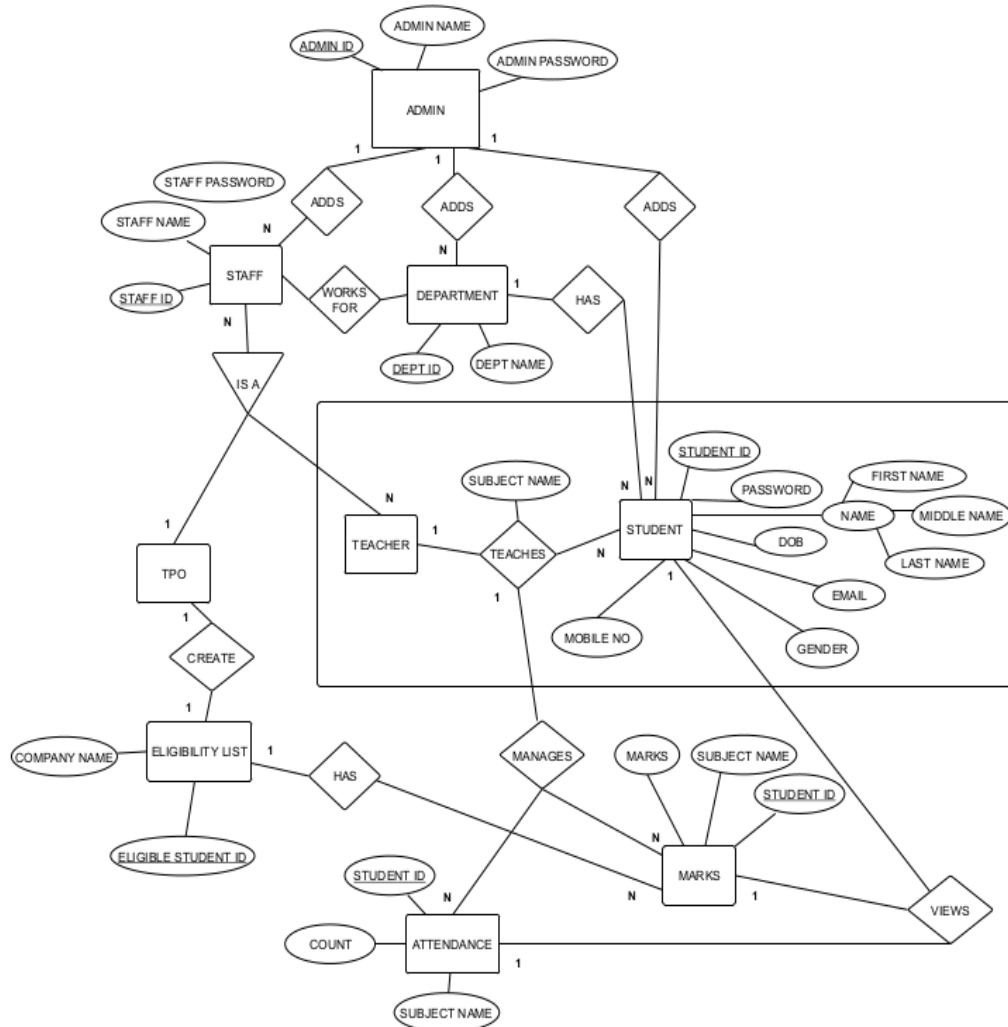 ADMIN NAME
ADMIN ID
ADMIN PASSWORD
ADMIN
1
1
1
STAFF PASSWORD
ADDS
ADDS
ADDS
STAFF NAME
N
N
STAFF
WORKS
FOR
DEPARTMENT
1
HAS
STAFF ID
N
DEPT ID
DEPT NAME
IS A
STUDENT ID
FIRST NAME
SUBJECT NAME
N
N
PASSWORD
NAME
MIDDLE NAME
N
1
STUDENT
DOB
TEACHER
TEACHES
N
LAST NAME
1
TPO
1
1
EMAIL
1
MOBILE NO
GENDER
CREATE
1
ELIGIBILITY LIST
1
COMPANY NAME
HAS
MANAGES
MARKS
SUBJECT NAME
STUDENT ID
N
ELIGIBLE STUDENT ID
STUDENT ID
MARKS
N
N
1
VIEWS
COUNT
ATTENDANCE
1
SUBJECT NAME